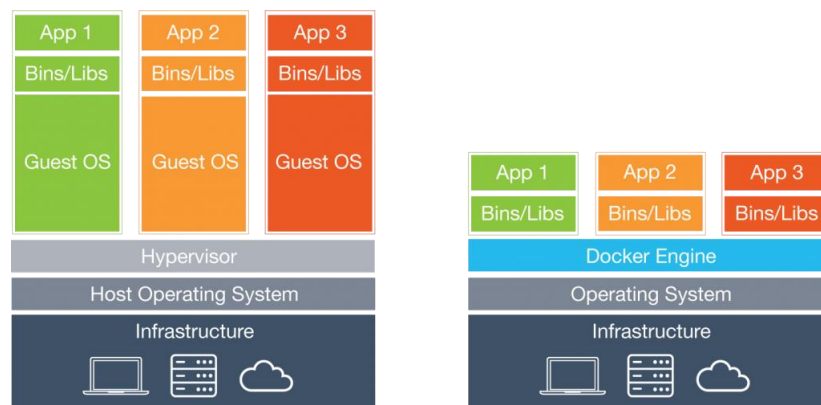 App 1
App 2
App 3
Bins/Libs
Bins/Libs
Bins/Libs
Guest OS
Guest OS
Guest OS
Hypervisor
Host Operating System
Infrastructure
App 1
App 2
App 3
Bins/Libs
Bins/Libs
Bins/Libs
Docker Engine
Operating System
Infrastructure